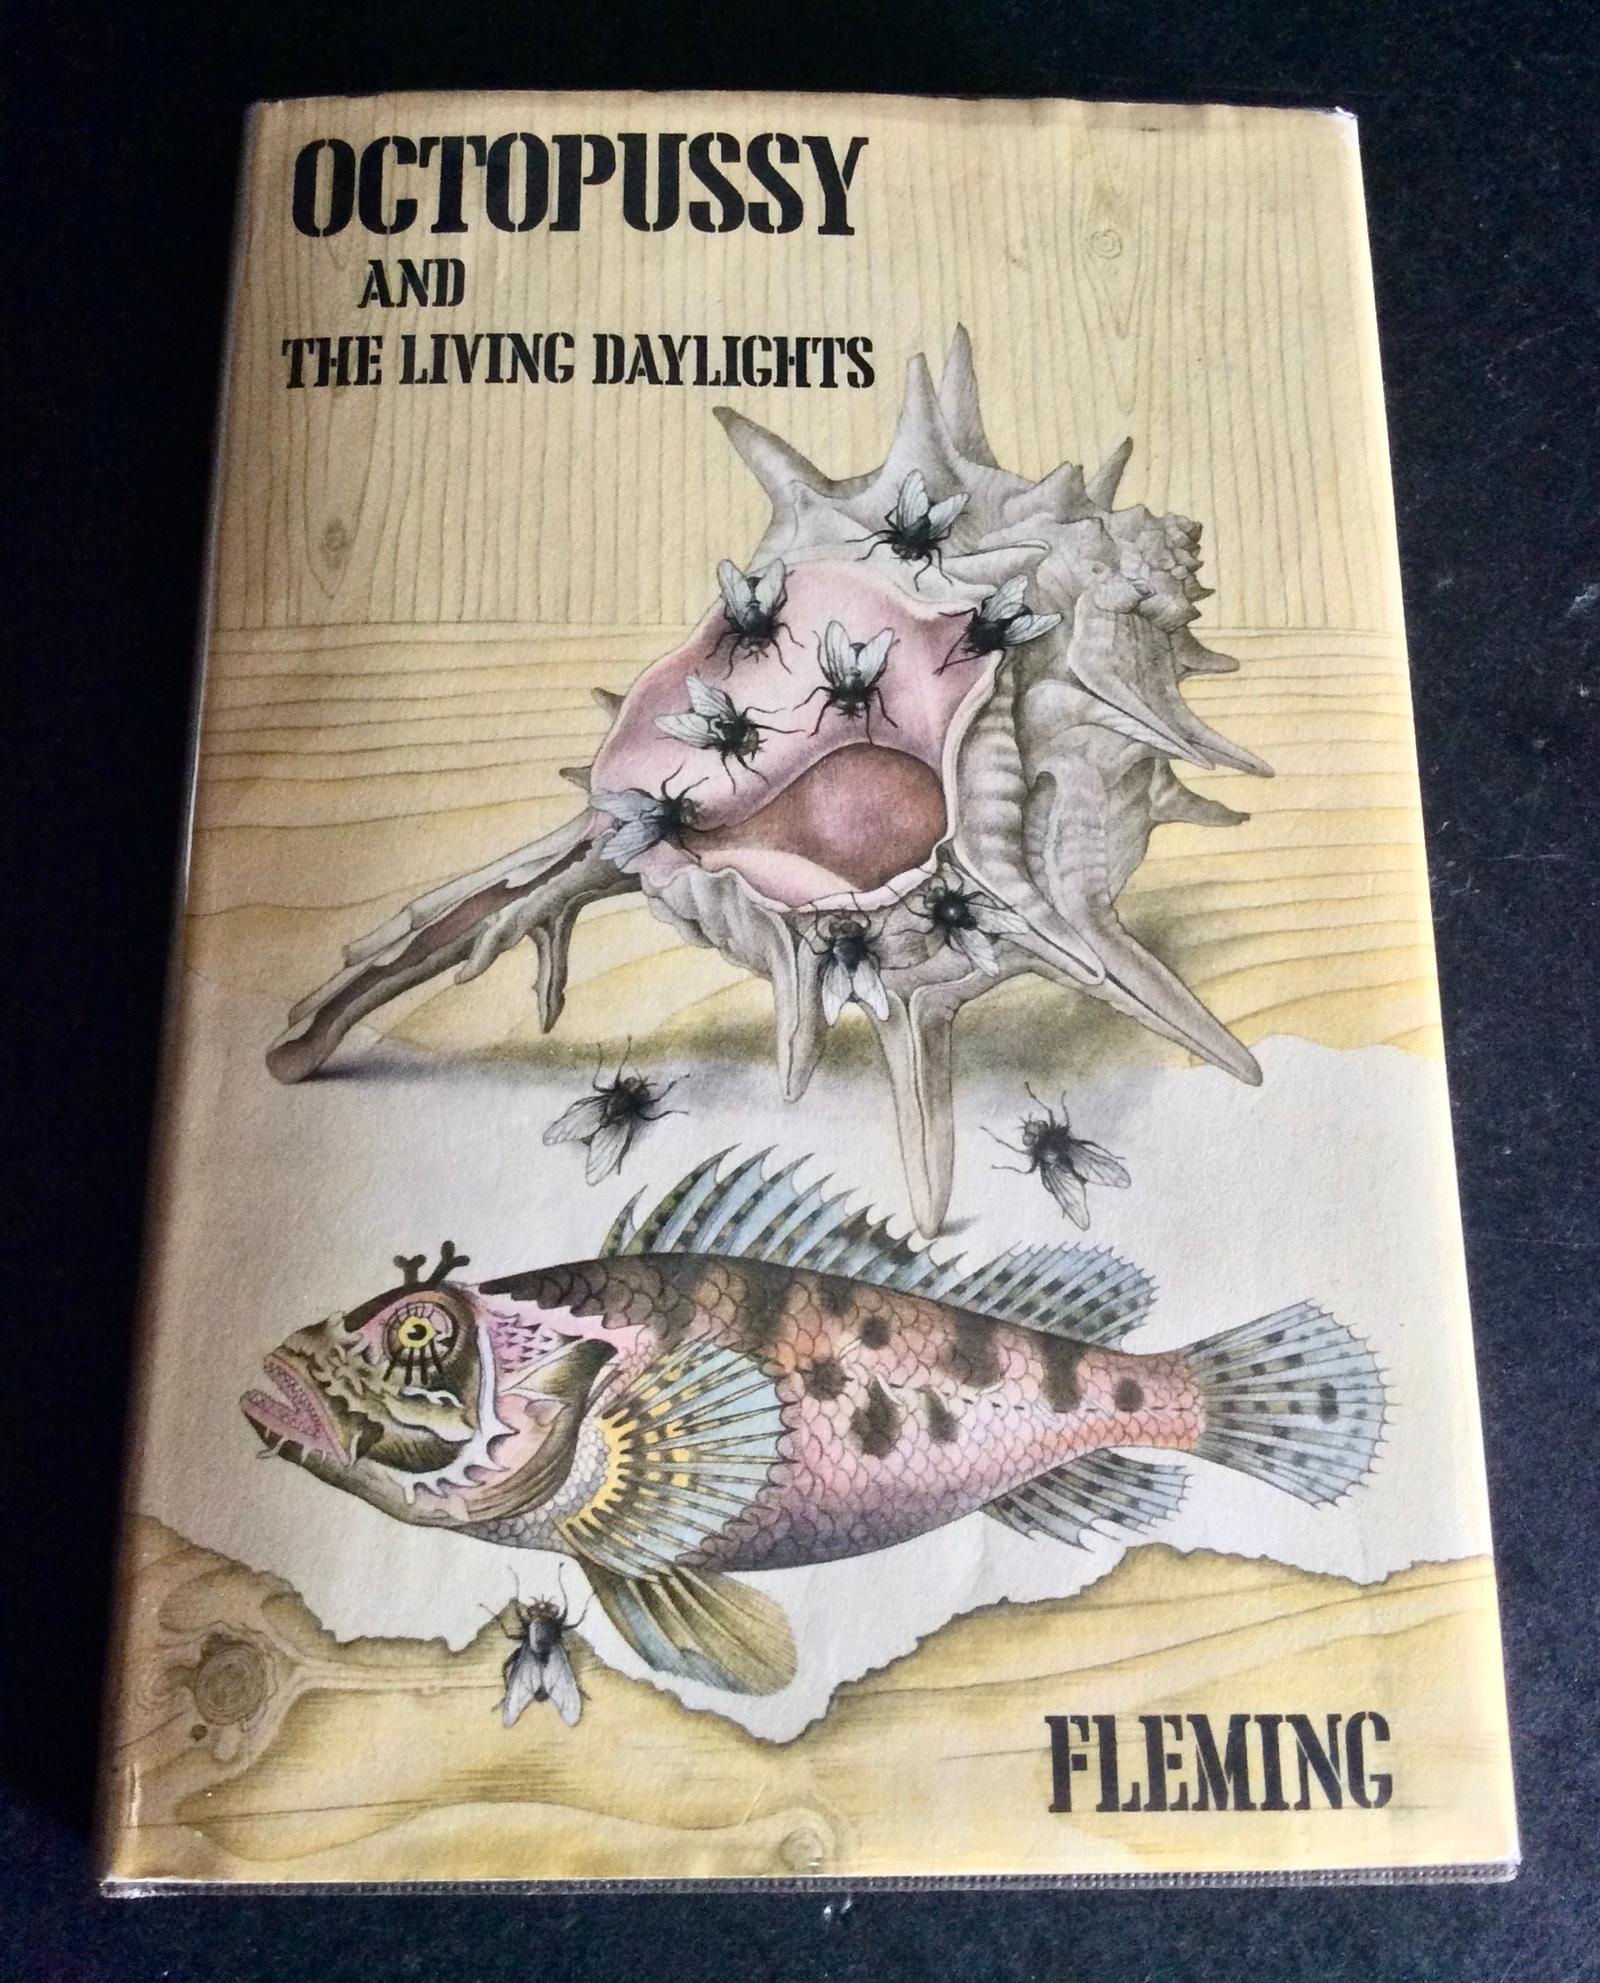 OCTOPUSSY
AND
THE LIVING DAYLIGHTS
FLEMING